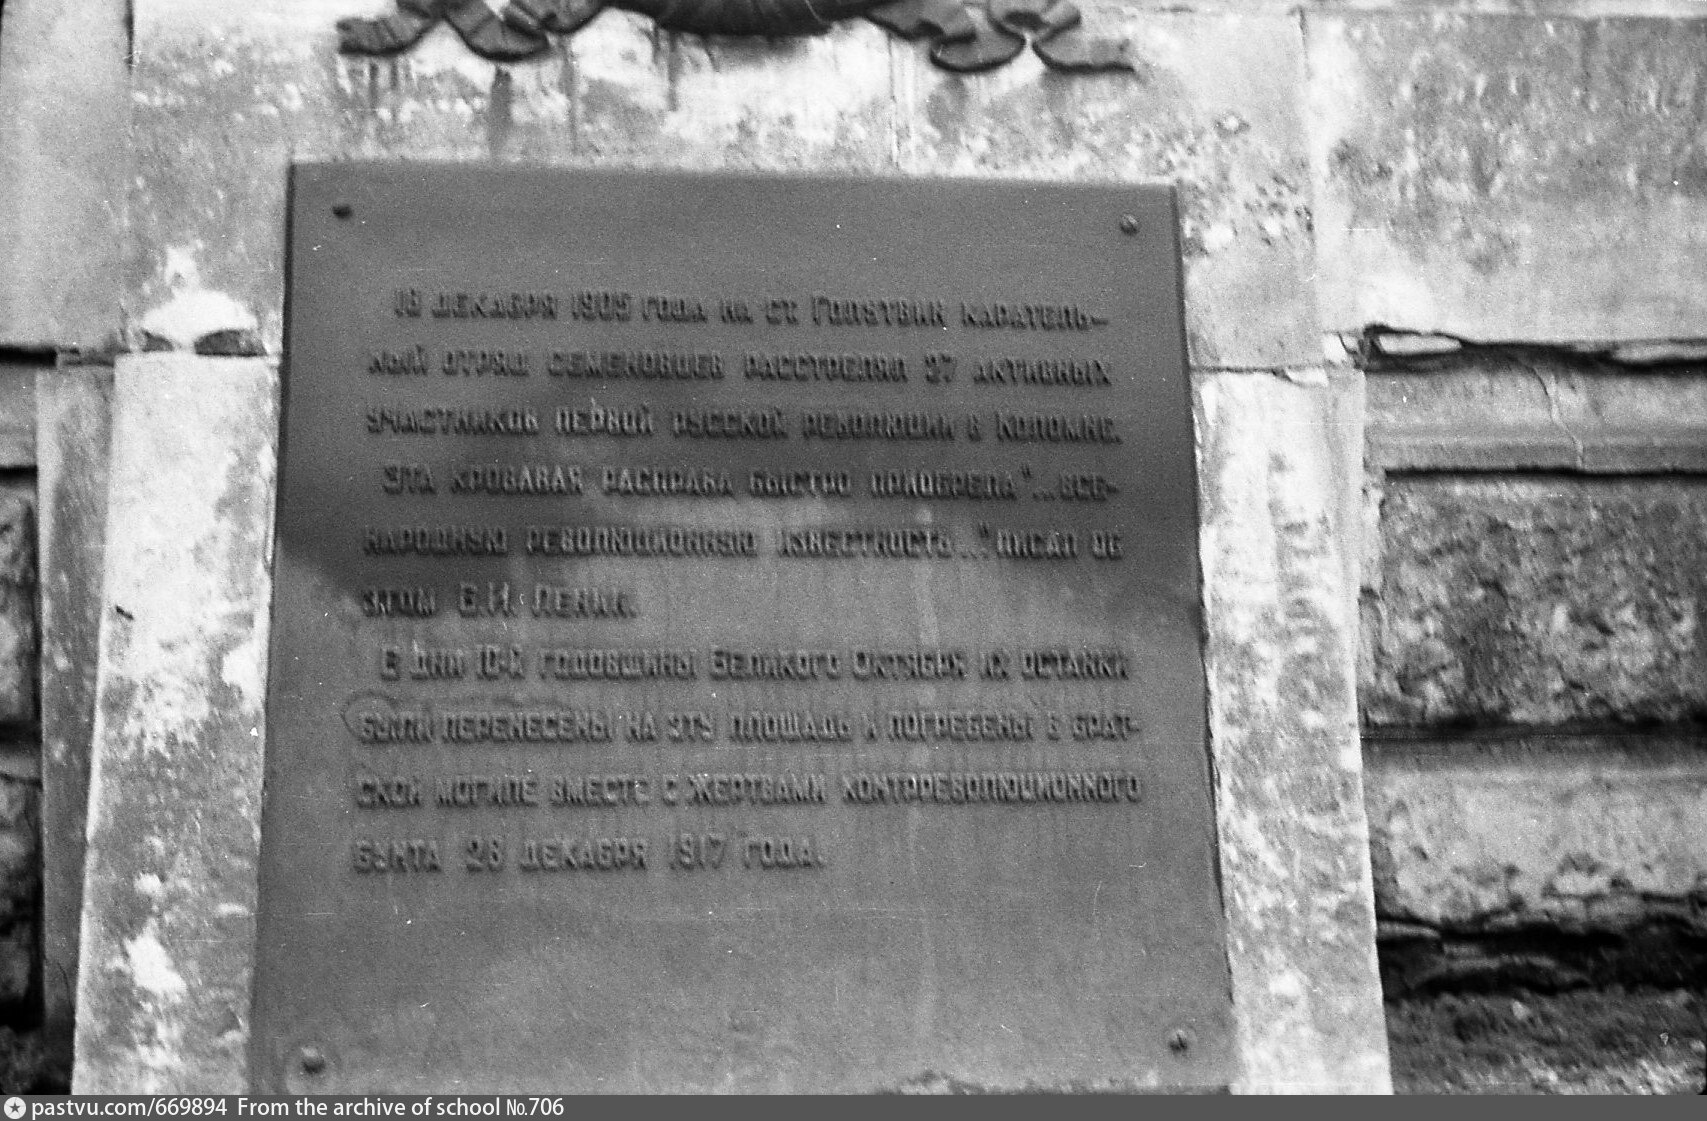 18 декабря 1905 года на ст. Голутвин каратель-
ный отряд семеновцев расстрелял 27 активных
участников первой русской революции в Коломне.
Эта кровавая расправа быстро приобрела "...все-
народную революционную известность..." писал об
этом В.И. Ленин.
В дни 10-й годовщины Великого Октября их останки
были перенесены на эту площадь и погребены в брат-
ской могиле вместе с жертвами контрреволюционного
бунта 28 декабря 1917 года.
pastvu.com/669894 From the archive of school №706